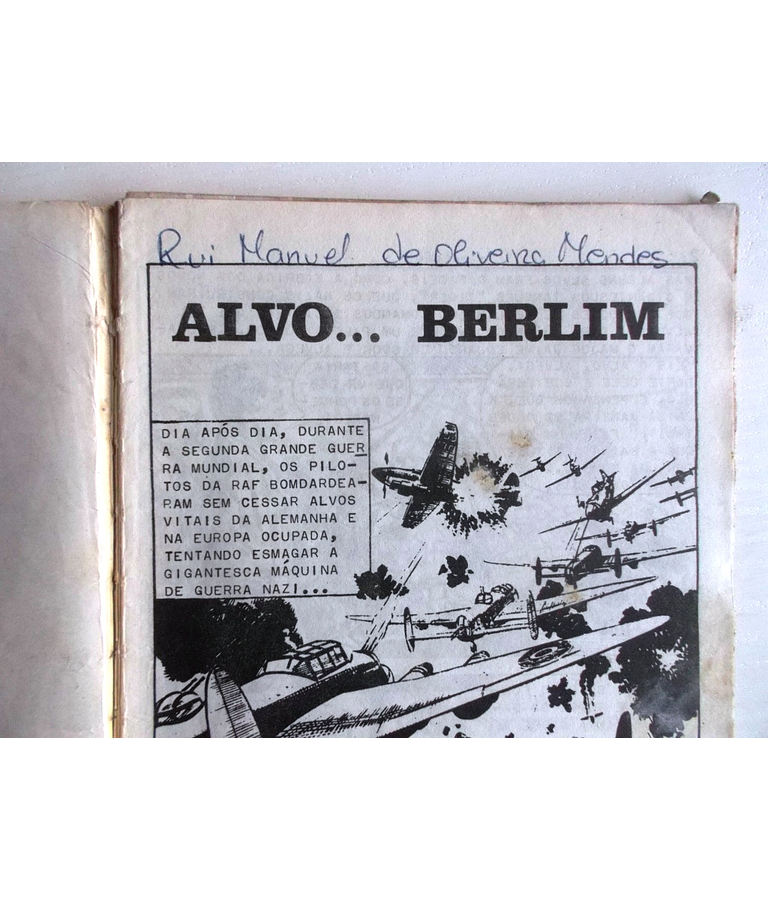 Rui Manuel de Oliveira Mendes
ALVO... BERLIM
DIA APÓS DIA, DURANTE
A SEGUNDA GRANDE GUER
RA MUNDIAL, OS PILO-
TOS DA RAF BOMDARDEA-
RAM SEM CESSAR ALVOS
VITAIS DA ALEMANHA E
NA EUROPA OCUPADA,
TENTANDO ESMAGAR A
GIGANTESCA MÁQUINA
DE GUERRA NAZI...